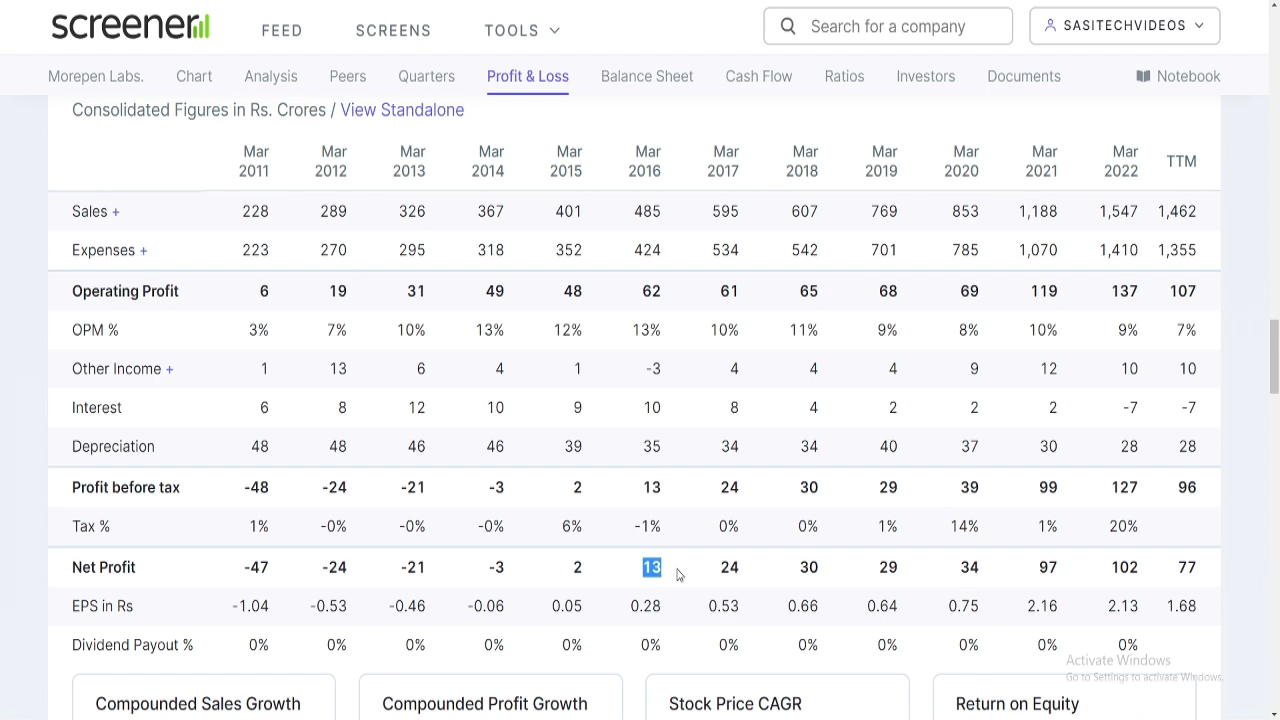 screener
FEED SCREENS TOOLS Search for a company SASITECHVIDEOS
Morepen Labs. Chart Analysis Peers Quarters Profit & Loss Balance Sheet Cash Flow Ratios Investors Documents Notebook
Consolidated Figures in Rs. Crores / View Standalone
Mar 2011 Mar 2012 Mar 2013 Mar 2014 Mar 2015 Mar 2016 Mar 2017 Mar 2018 Mar 2019 Mar 2020 Mar 2021 Mar 2022 TTM
Sales + 228 289 326 367 401 485 595 607 769 853 1,188 1,547 1,462
Expenses + 223 270 295 318 352 424 534 542 701 785 1,070 1,410 1,355
Operating Profit 6 19 31 49 48 62 61 65 68 69 119 137 107
OPM % 3% 7% 10% 13% 12% 13% 10% 11% 9% 8% 10% 9% 7%
Other Income + 1 13 6 4 1 -3 4 4 4 9 12 10 10
Interest 6 8 12 10 9 10 8 4 2 2 2 -7 -7
Depreciation 48 48 46 46 39 35 34 34 40 37 30 28 28
Profit before tax -48 -24 -21 -3 2 13 24 30 29 39 99 127 96
Tax % 1% -0% -0% -0% 6% -1% 0% 0% 1% 14% 1% 20%
Net Profit -47 -24 -21 -3 2 13 24 30 29 34 97 102 77
EPS in Rs -1.04 -0.53 -0.46 -0.06 0.05 0.28 0.53 0.66 0.64 0.75 2.16 2.13 1.68
Dividend Payout % 0% 0% 0% 0% 0% 0% 0% 0% 0% 0% 0% 0%
Activate Windows
Go to Settings to activate Windows.
Compounded Sales Growth Compounded Profit Growth Stock Price CAGR Return on Equity